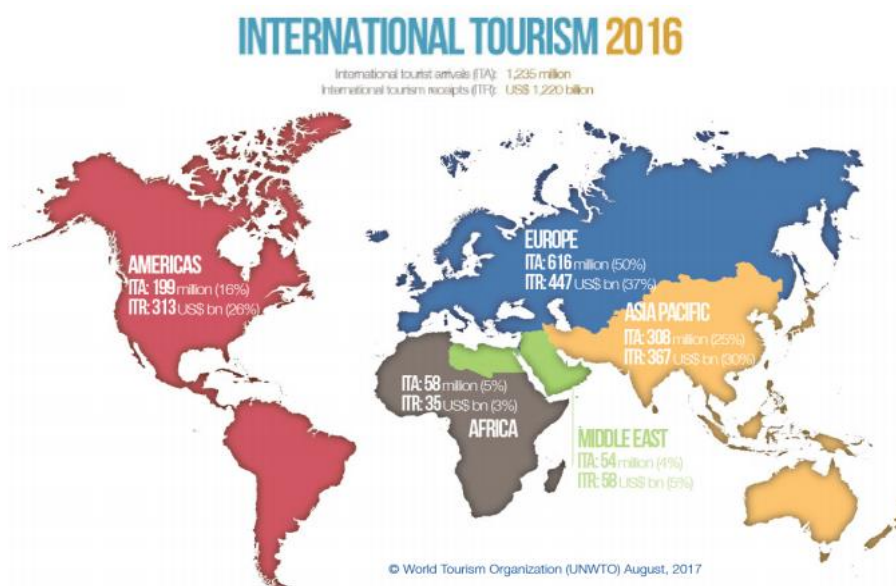 INTERNATIONAL TOURISM 2016
International tourist arrivals (ITA): 1,235 million
International tourism receipts (ITR): US$ 1,220 billion
EUROPE
ITA: 616 million (50%)
ITR: 447 US$ bn (37%)
AMERICAS
ITA: 199 million (16%)
ITR: 313 US$ bn (26%)
ASIA PACIFIC
ITA: 308 million (25%)
ITR: 367 US$ bn (30%)
ITA: 58 million (5%)
ITR: 35 US$ bn (3%)
AFRICA
MIDDLE EAST
ITA: 54 million (4%)
ITR: 58 US$ bn (5%)
© World Tourism Organization (UNWTO) August, 2017